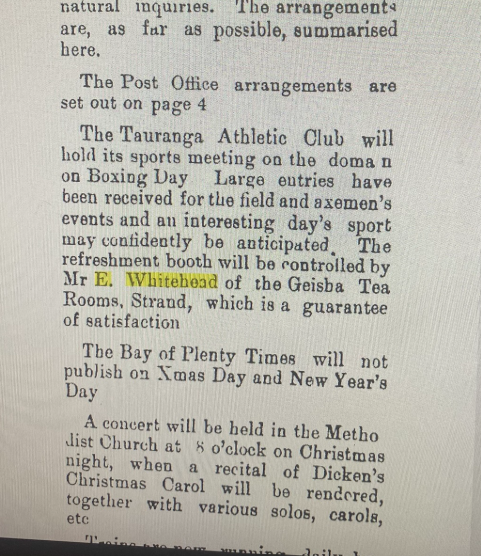 natural inquiries. The arrangements
are, as far as possible, summarised
here.
The Post Office arrangements are
set out on page 4
The Tauranga Athletic Club will
hold its sports meeting on the doma n
on Boxing Day Large entries have
been received for the field and axemen's
events and an interesting day's sport
may confidently be anticipated. The
refreshment booth will be controlled by
Mr E. Whitehead of the Geisha Tea
Rooms, Strand, which is a guarantee
of satisfaction
The Bay of Plenty Times will not
publish on Xmas Day and New Year's
Day
A concert will be held in the Metho
dist Church at 8 o'clock on Christmas
night, when a recital of Dicken's
Christmas Carol will be rendered,
together with various solos, carols,
etc
Trains are now running daily